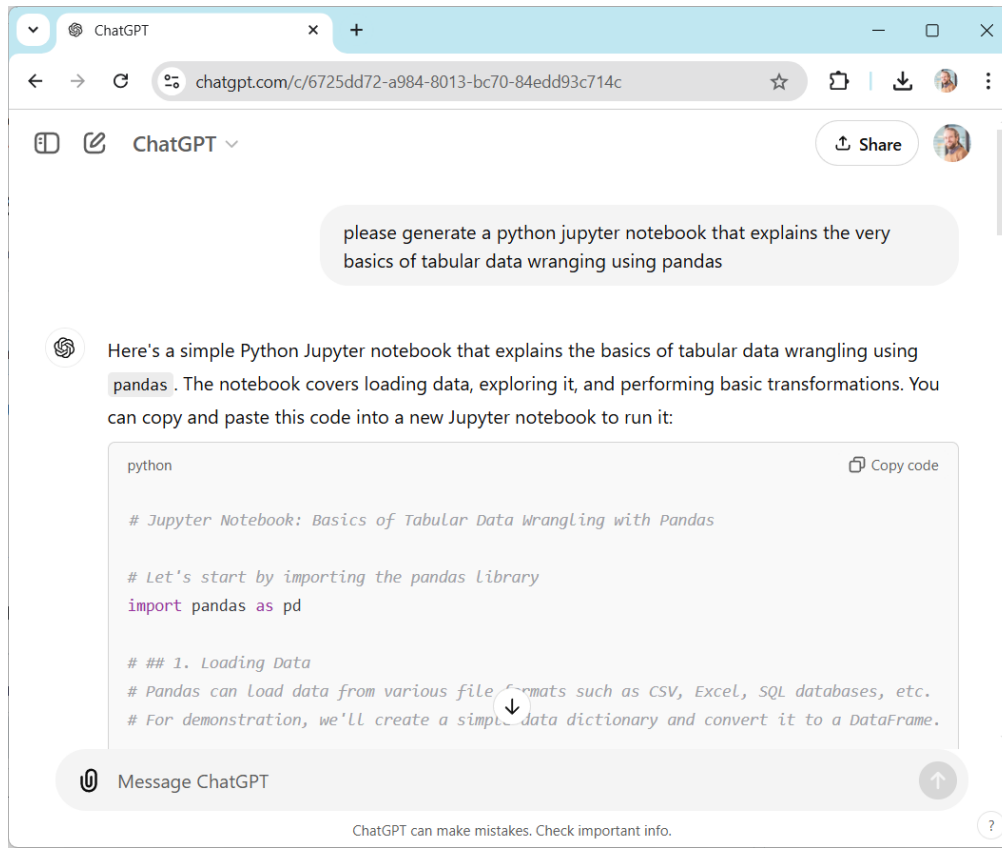 ChatGPT
chatgpt.com/c/6725dd72-a984-8013-bc70-84edd93c714c
ChatGPT
Share
please generate a python jupyter notebook that explains the very
basics of tabular data wranging using pandas
Here's a simple Python Jupyter notebook that explains the basics of tabular data wrangling using
pandas. The notebook covers loading data, exploring it, and performing basic transformations. You
can copy and paste this code into a new Jupyter notebook to run it:
python
Copy code
# Jupyter Notebook: Basics of Tabular Data Wrangling with Pandas
# Let's start by importing the pandas library
import pandas as pd
# ## 1. Loading Data
# Pandas can load data from various file formats such as CSV, Excel, SQL databases, etc.
# For demonstration, we'll create a simple data dictionary and convert it to a DataFrame.
Message ChatGPT
ChatGPT can make mistakes. Check important info.
?